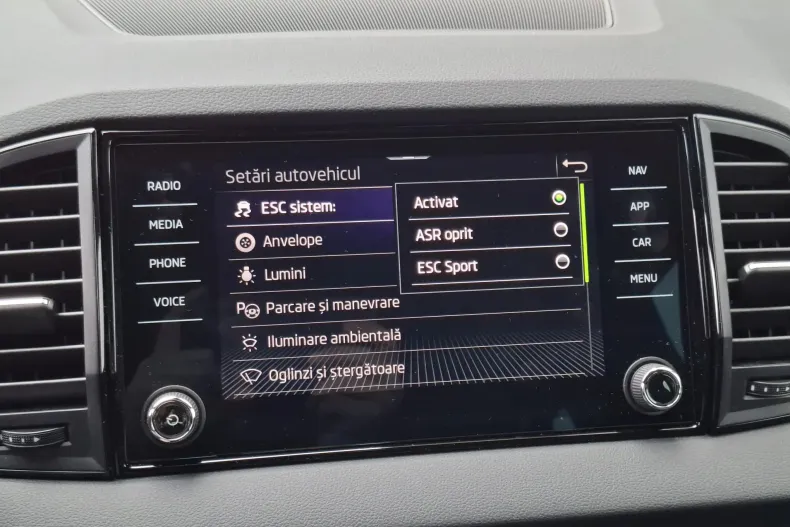 RADIO
MEDIA
PHONE
VOICE
Setări autovehicul
ESC sistem:
Anvelope
Lumini
P Parcare și manevrare
Iluminare ambientală
Oglinzi și ștergătoare
Activat
ASR oprit
ESC Sport
NAV
APP
CAR
MENU